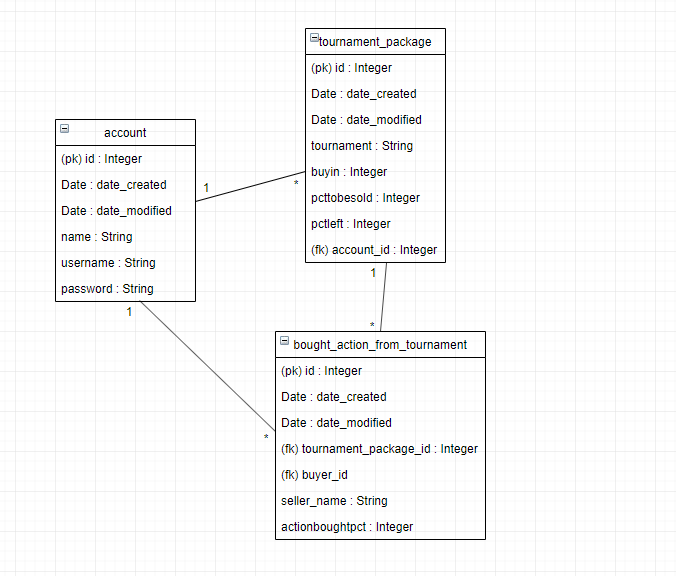 tournament_package
(pk) id : Integer
Date : date_created
Date : date_modified
tournament : String
buyin : Integer
pcttobesold : Integer
pctleft : Integer
(fk) account_id : Integer
account
(pk) id : Integer
Date : date_created
Date : date_modified
name : String
username : String
password : String
1
*
1
*
1
*
bought_action_from_tournament
(pk) id : Integer
Date : date_created
Date : date_modified
(fk) tournament_package_id : Integer
(fk) buyer_id
seller_name : String
actionboughtpct : Integer